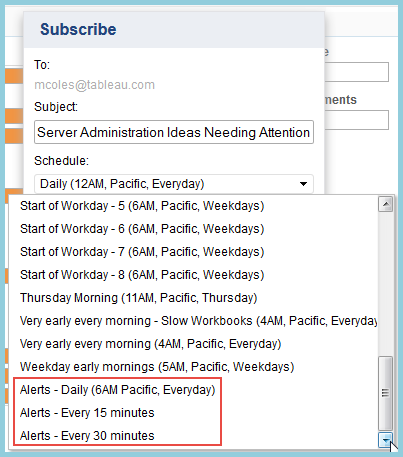 Subscribe
To:
mcoles@tableau.com
Subject:
Server Administration Ideas Needing Attention
Schedule:
Daily (12AM, Pacific, Everyday)
Start of Workday - 5 (6AM, Pacific, Weekdays)
Start of Workday - 6 (6AM, Pacific, Weekdays)
Start of Workday - 7 (6AM, Pacific, Weekdays)
Start of Workday - 8 (6AM, Pacific, Weekdays)
Thursday Morning (11AM, Pacific, Thursday)
Very early every morning - Slow Workbooks (4AM, Pacific, Everyday
Very early every morning (4AM, Pacific, Everyday)
Weekday early mornings (5AM, Pacific, Weekdays)
Alerts - Daily (6AM Pacific, Everyday)
Alerts - Every 15 minutes
Alerts - Every 30 minutes